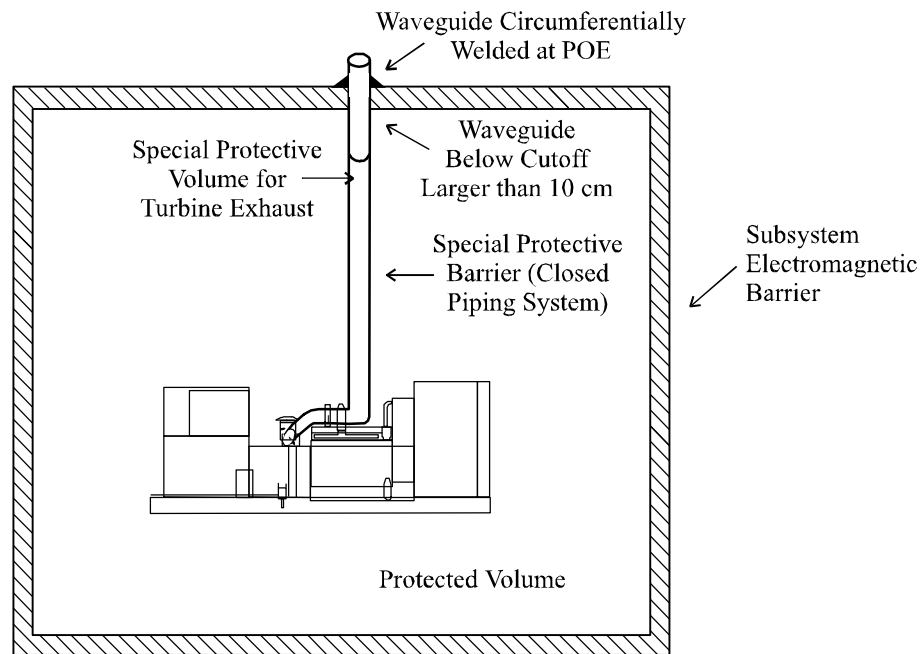 Waveguide Circumferentially
Welded at POE
Waveguide
Below Cutoff
Larger than 10 cm
Special Protective
Volume for
Turbine Exhaust
Special Protective
Barrier (Closed
Piping System)
Subsystem
Electromagnetic
Barrier
Protected Volume